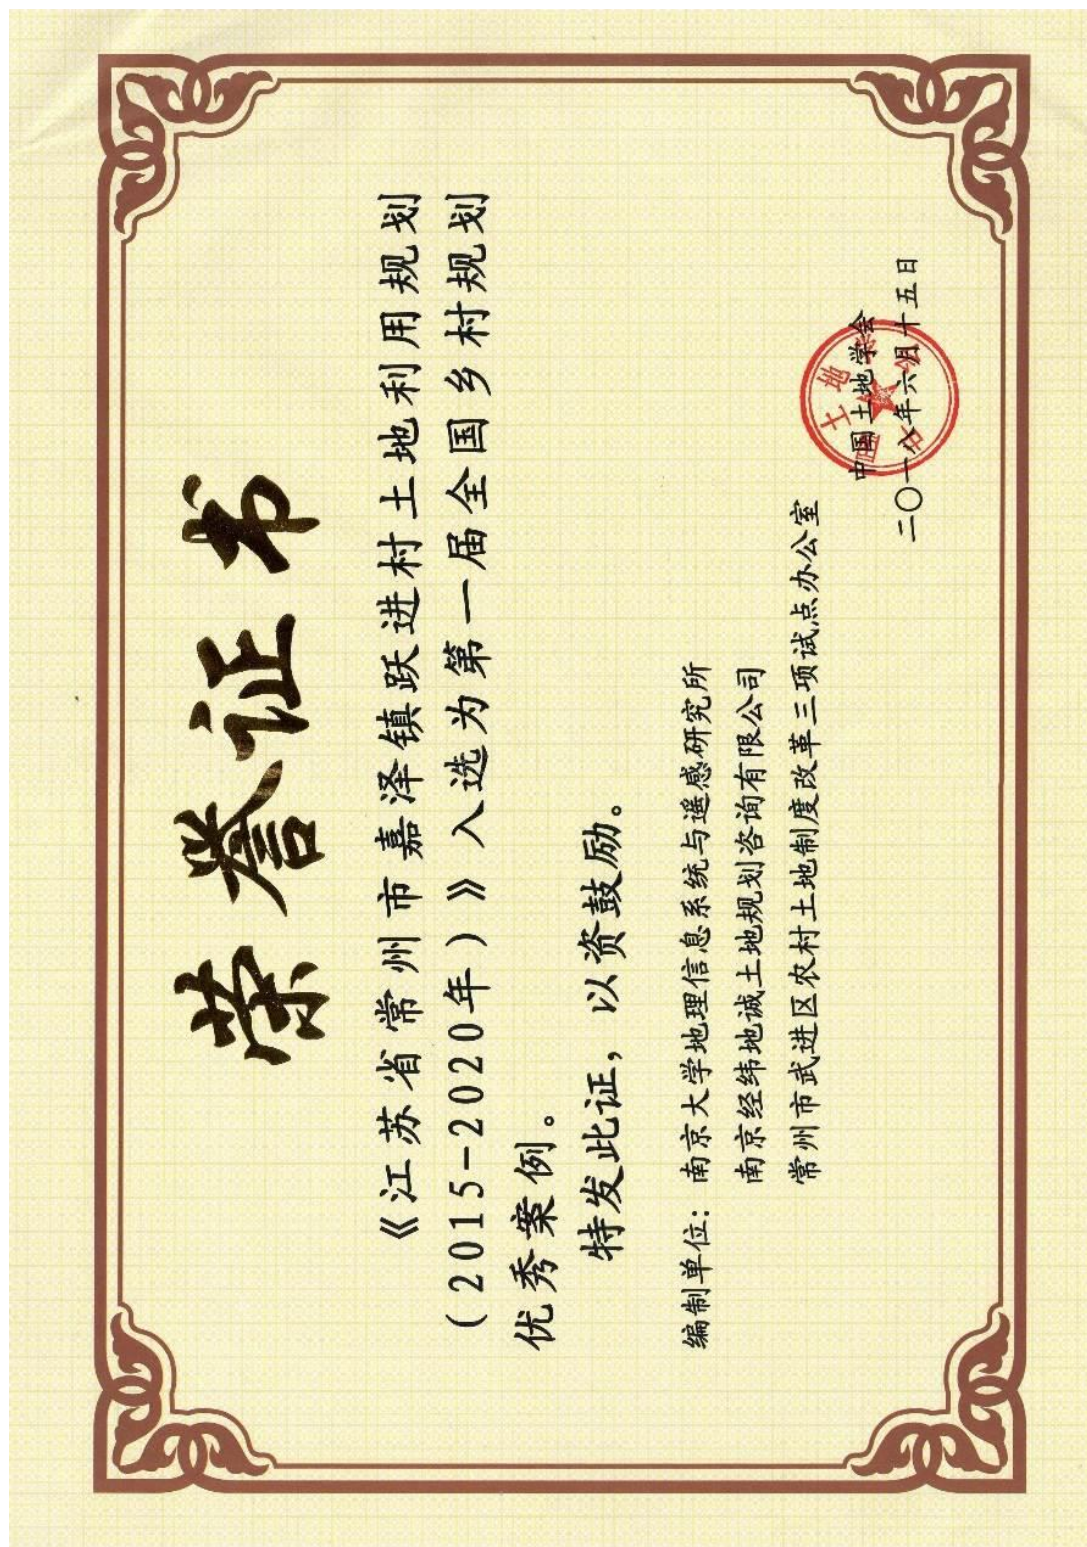 荣誉证书
《江苏省常州市嘉泽镇跃进村土地利用规划
(2015-2020年)》入选为第一届全国乡村规划
优秀案例。
特发此证，以资鼓励。
编制单位：南京大学地理信息系统与遥感研究所
南京经纬地诚土地规划咨询有限公司
常州市武进区农村土地制度改革三项试点办公室
中国土地学会
二〇一八年六月十五日